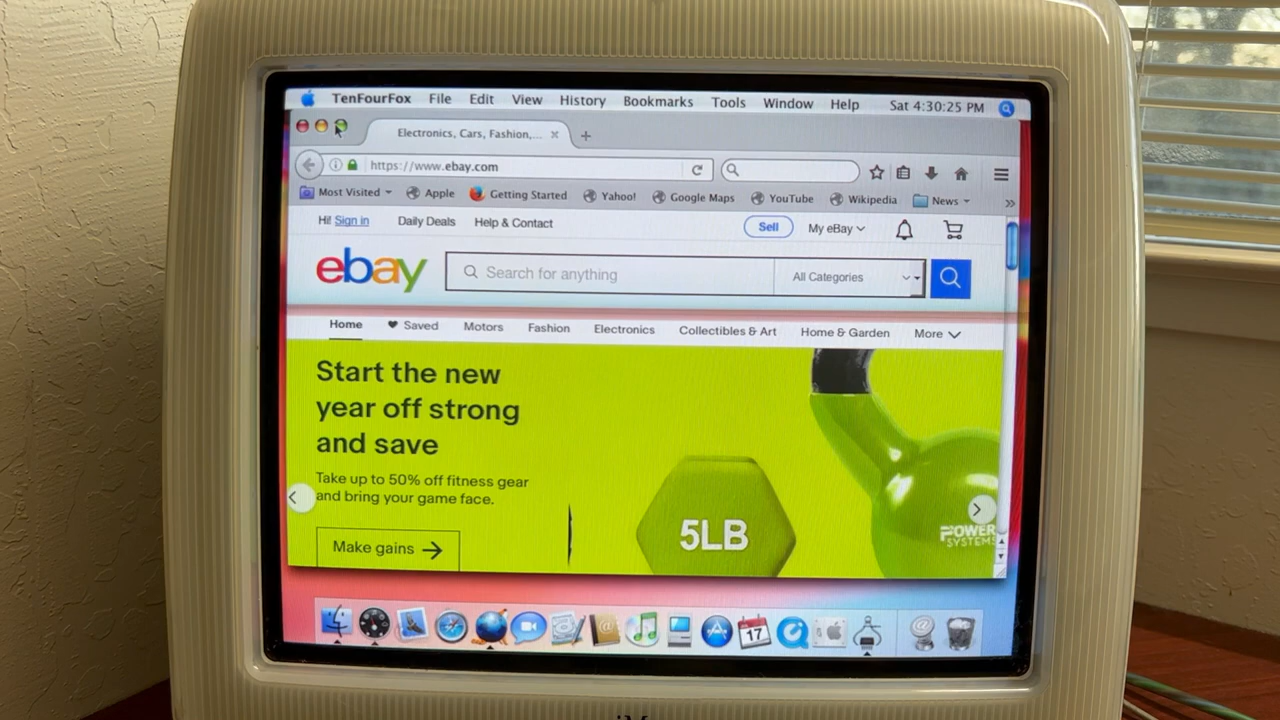 TenFourFox File Edit View History Bookmarks Tools Window Help Sat 4:30:25 PM
Electronics, Cars, Fashion,...
https://www.ebay.com
Most Visited Apple Getting Started Yahoo! Google Maps YouTube Wikipedia News
Hi! Sign in Daily Deals Help & Contact Sell My eBay
ebay Search for anything All Categories
Home Saved Motors Fashion Electronics Collectibles & Art Home & Garden More
Start the new
year off strong
and save
Take up to 50% off fitness gear
and bring your game face.
Make gains
5LB
POWER
SYSTEMS
17